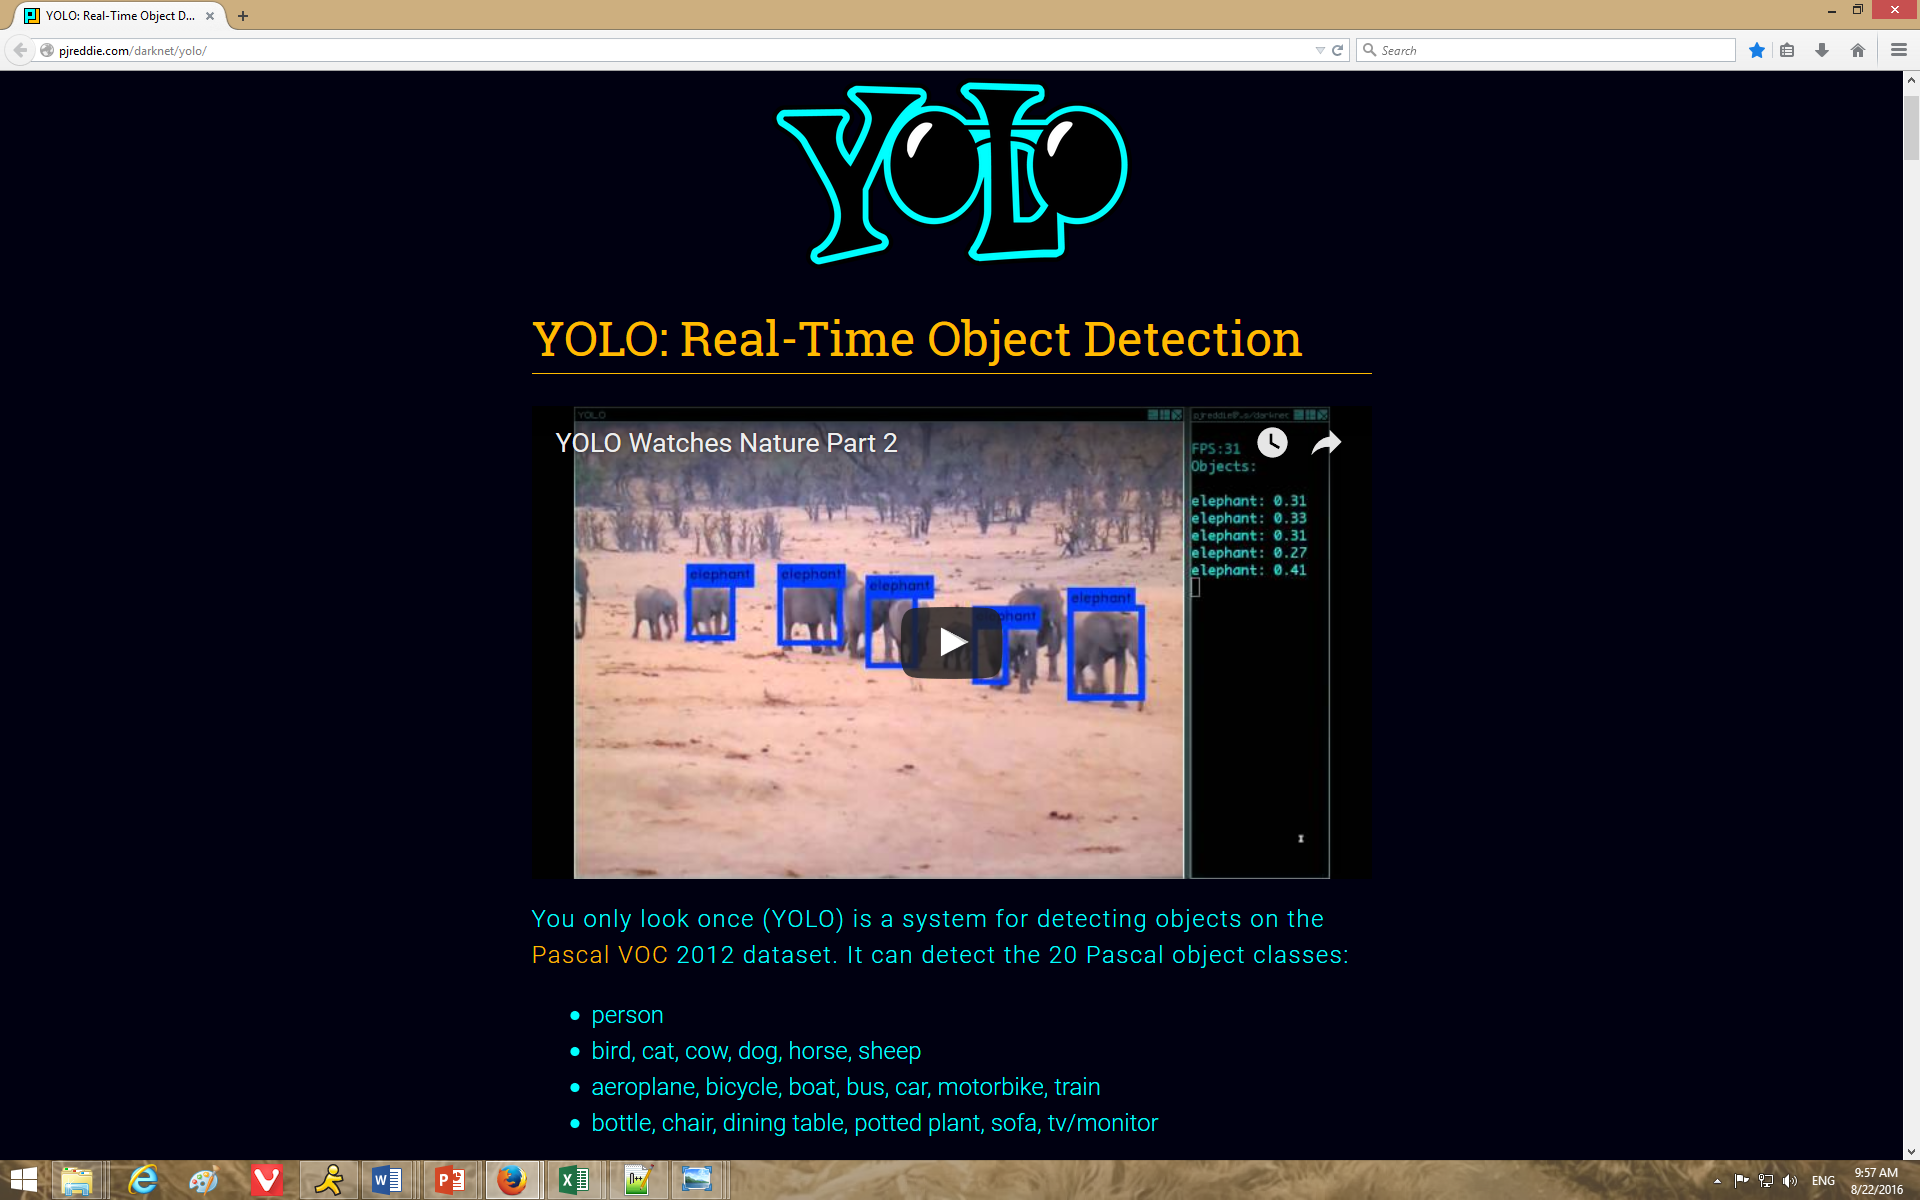 YOLO: Real-Time Object D...
pjreddie.com/darknet/yolo/
Search
YOLO
YOLO: Real-Time Object Detection
YOLO
pjreddie@
YOLO Watches Nature Part 2
FPS:31
Objects:
elephant: 0.31
elephant: 0.33
elephant: 0.31
elephant: 0.27
elephant: 0.41
elephant
elephant
elephant
phant
elephant
You only look once (YOLO) is a system for detecting objects on the
Pascal VOC 2012 dataset. It can detect the 20 Pascal object classes:
• person
• bird, cat, cow, dog, horse, sheep
• aeroplane, bicycle, boat, bus, car, motorbike, train
• bottle, chair, dining table, potted plant, sofa, tv/monitor
ENG
9:57 AM
8/22/2016